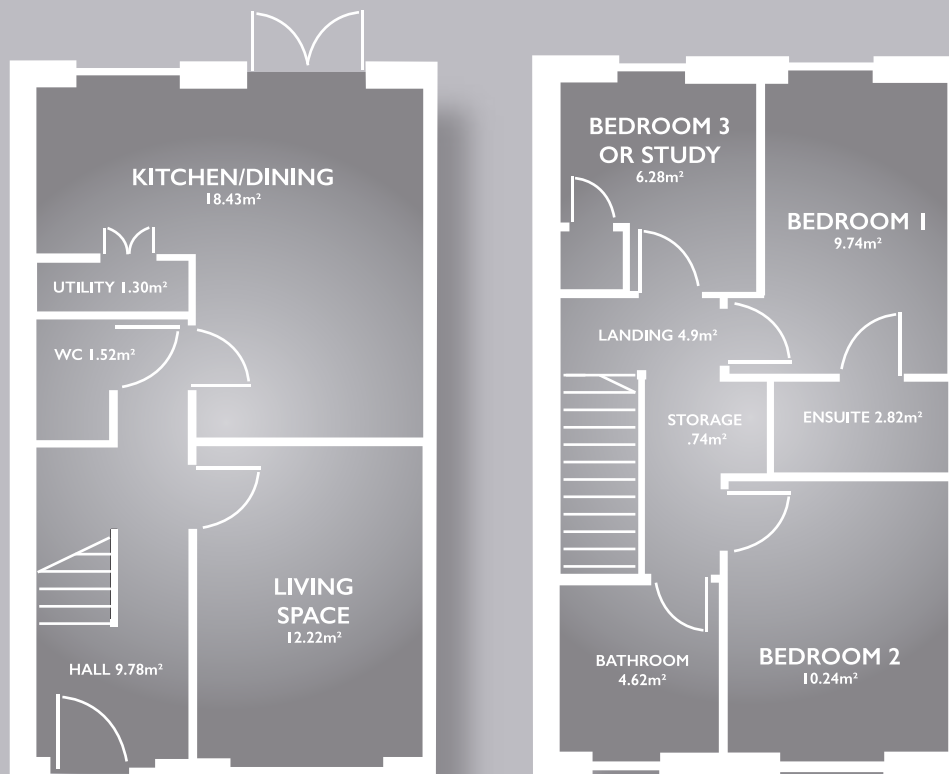 KITCHEN/DINING
18.43m²
UTILITY 1.30m²
WC 1.52m²
LIVING
SPACE
12.22m²
HALL 9.78m²
BEDROOM 3
OR STUDY
6.28m²
BEDROOM 1
9.74m²
LANDING 4.9m²
STORAGE
.74m²
ENSUITE 2.82m²
BATHROOM
4.62m²
BEDROOM 2
10.24m²